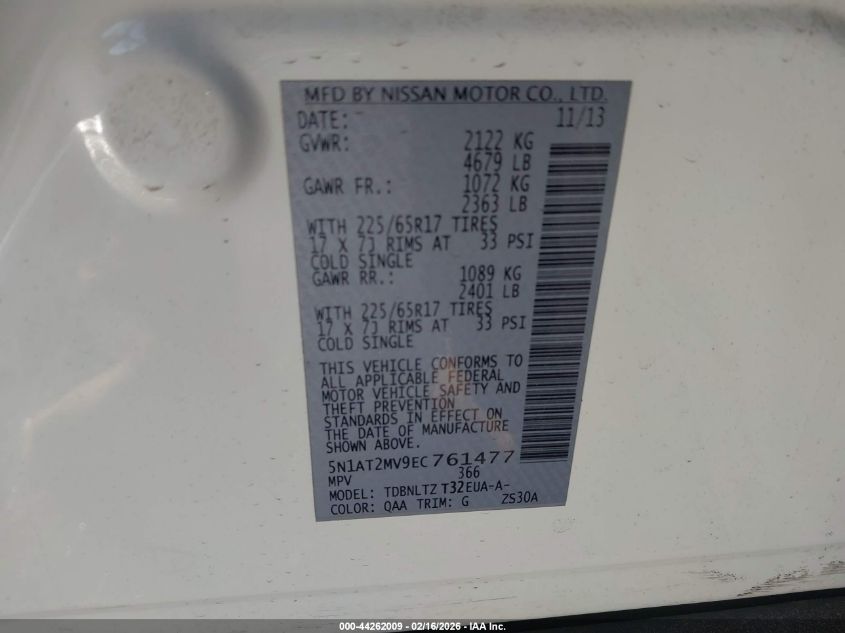 MFD BY NISSAN MOTOR CO., LTD.
DATE: 11/13
GVWR: 2122 KG
4679 LB
GAWR FR.: 1072 KG
2363 LB
WITH 225/65R17 TIRES
17 X 7J RIMS AT 33 PSI
COLD SINGLE
GAWR RR.: 1089 KG
2401 LB
WITH 225/65R17 TIRES
17 X 7J RIMS AT 33 PSI
COLD SINGLE
THIS VEHICLE CONFORMS TO
ALL APPLICABLE FEDERAL
MOTOR VEHICLE SAFETY AND
THEFT PREVENTION
STANDARDS IN EFFECT ON
THE DATE OF MANUFACTURE
SHOWN ABOVE.
5N1AT2MV9EC761477
MPV 366
MODEL: TDBNLTZ T32EUA-A-
COLOR: QAA TRIM: G ZS30A
000-44262009 - 02/16/2026 - IAA Inc.